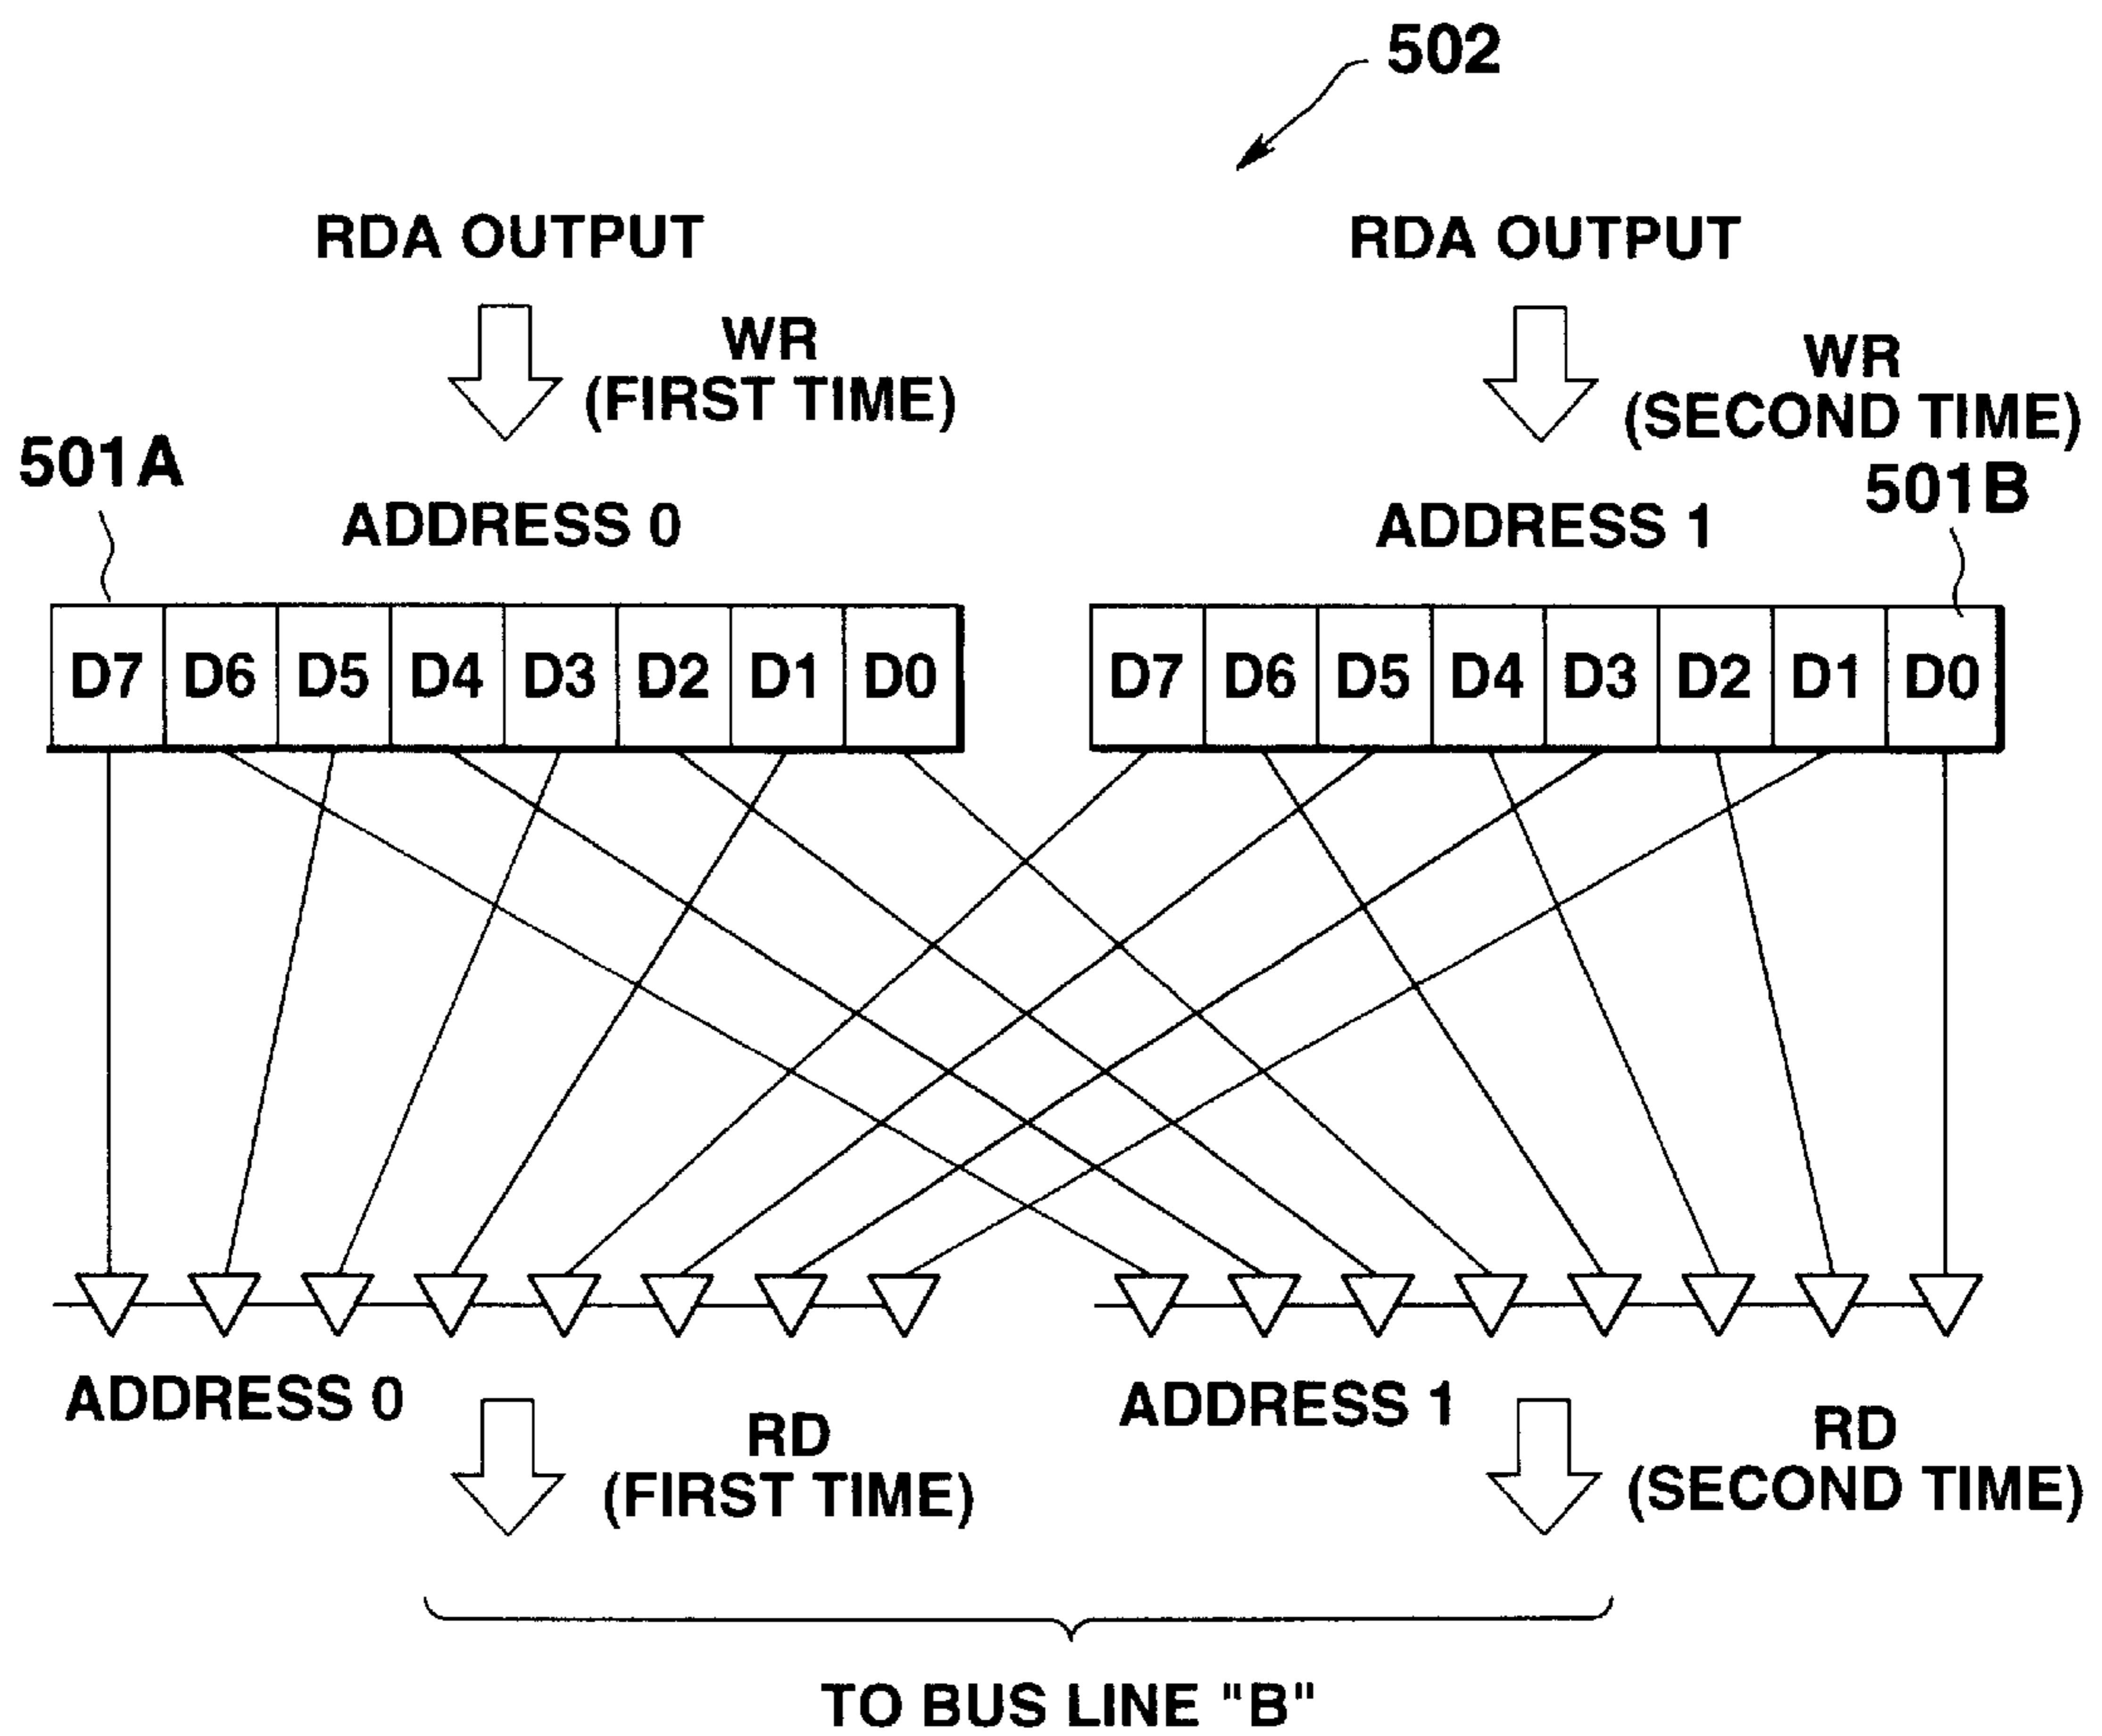 502
RDA OUTPUT
RDA OUTPUT
WR
(FIRST TIME)
WR
(SECOND TIME)
501A
501B
ADDRESS 0
ADDRESS 1
D7 D6 D5 D4 D3 D2 D1 D0
D7 D6 D5 D4 D3 D2 D1 D0
ADDRESS 0
RD
(FIRST TIME)
ADDRESS 1
RD
(SECOND TIME)
TO BUS LINE "B"